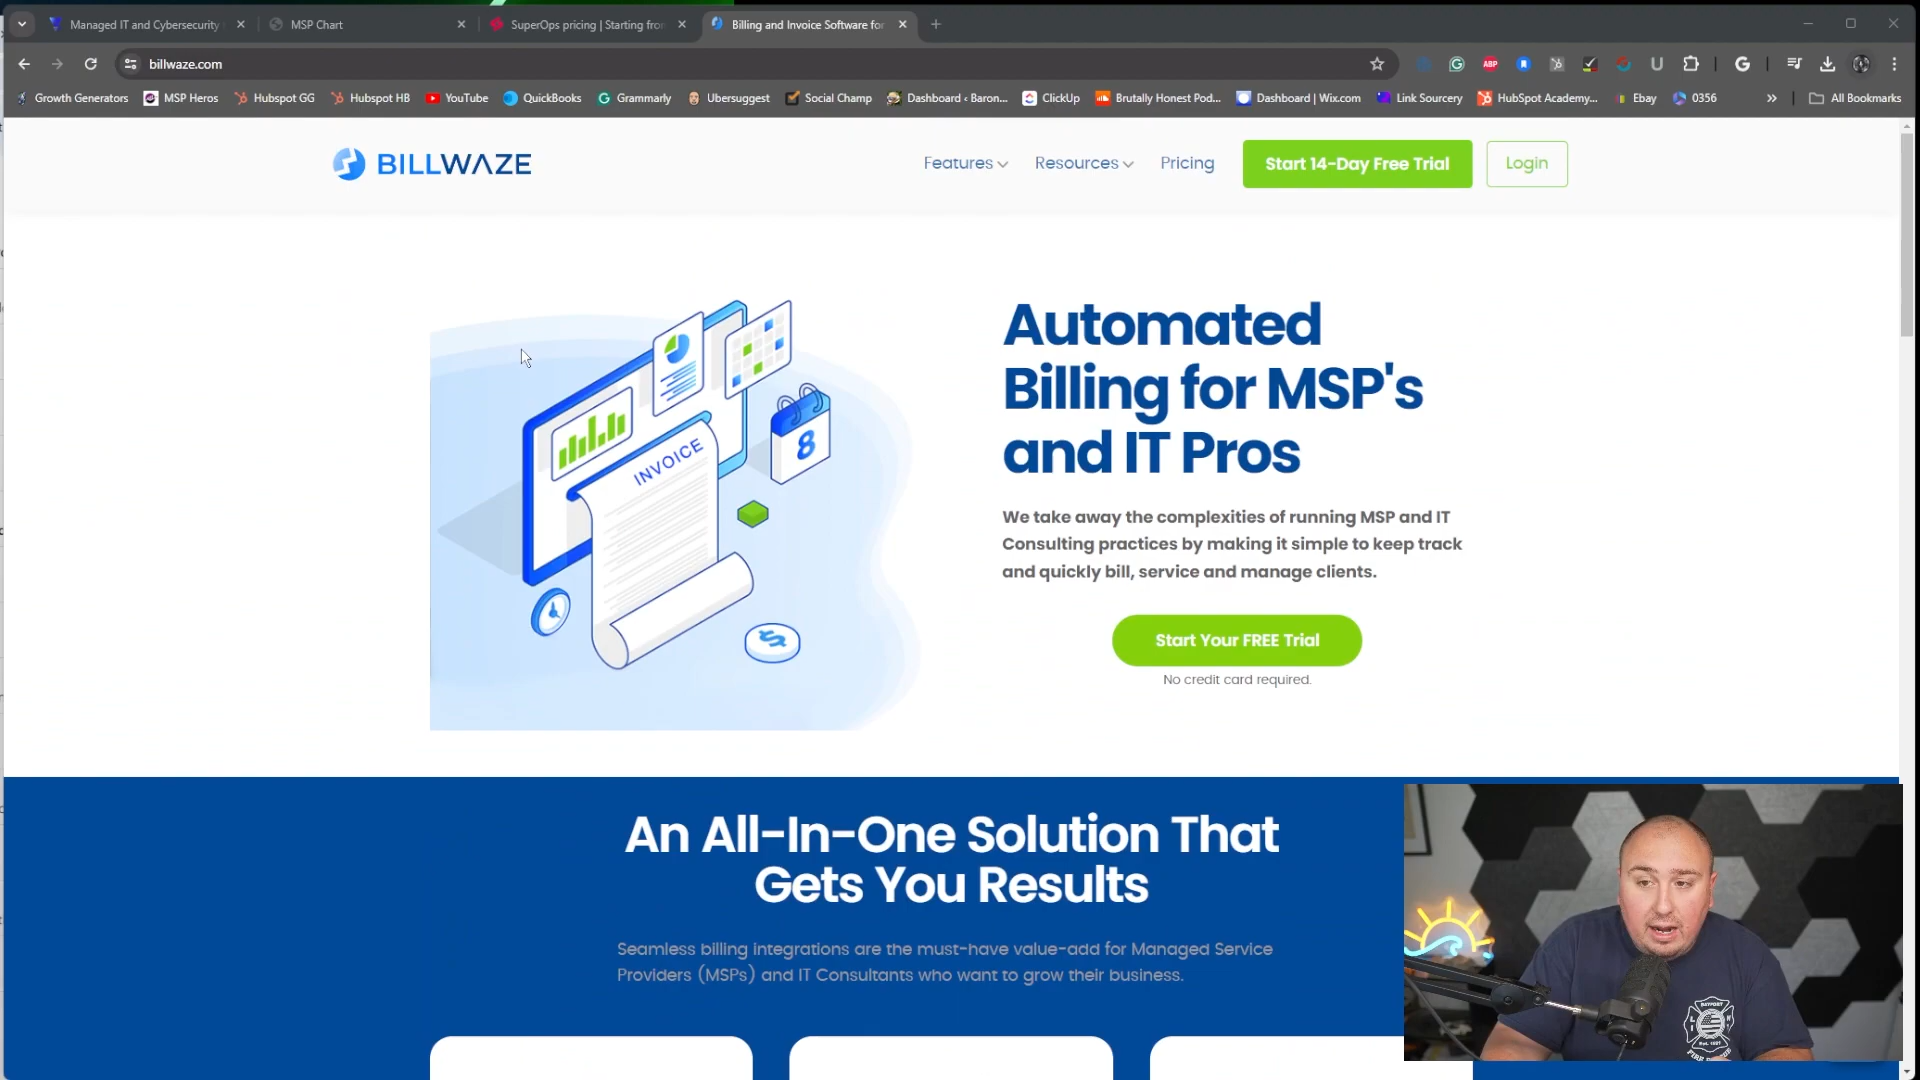 Managed IT and Cybersecurity
MSP Chart
SuperOps pricing | Starting from
Billing and Invoice Software for
billwaze.com
ABP
U
G
Growth Generators
MSP Heros
Hubspot GG
Hubspot HB
YouTube
QuickBooks
Grammarly
Ubersuggest
Social Champ
Dashboard ‹ Baron...
ClickUp
Brutally Honest Pod...
Dashboard | Wix.com
Link Sourcery
HubSpot Academy...
Ebay
0356
»
All Bookmarks
BILLWAZE
Features
Resources
Pricing
Start 14-Day Free Trial
Login
INVOICE
8
$
Automated
Billing for MSP's
and IT Pros
We take away the complexities of running MSP and IT
Consulting practices by making it simple to keep track
and quickly bill, service and manage clients.
Start Your FREE Trial
No credit card required.
An All-In-One Solution That
Gets You Results
Seamless billing integrations are the must-have value-add for Managed Service
Providers (MSPs) and IT Consultants who want to grow their business.
BAYPORT